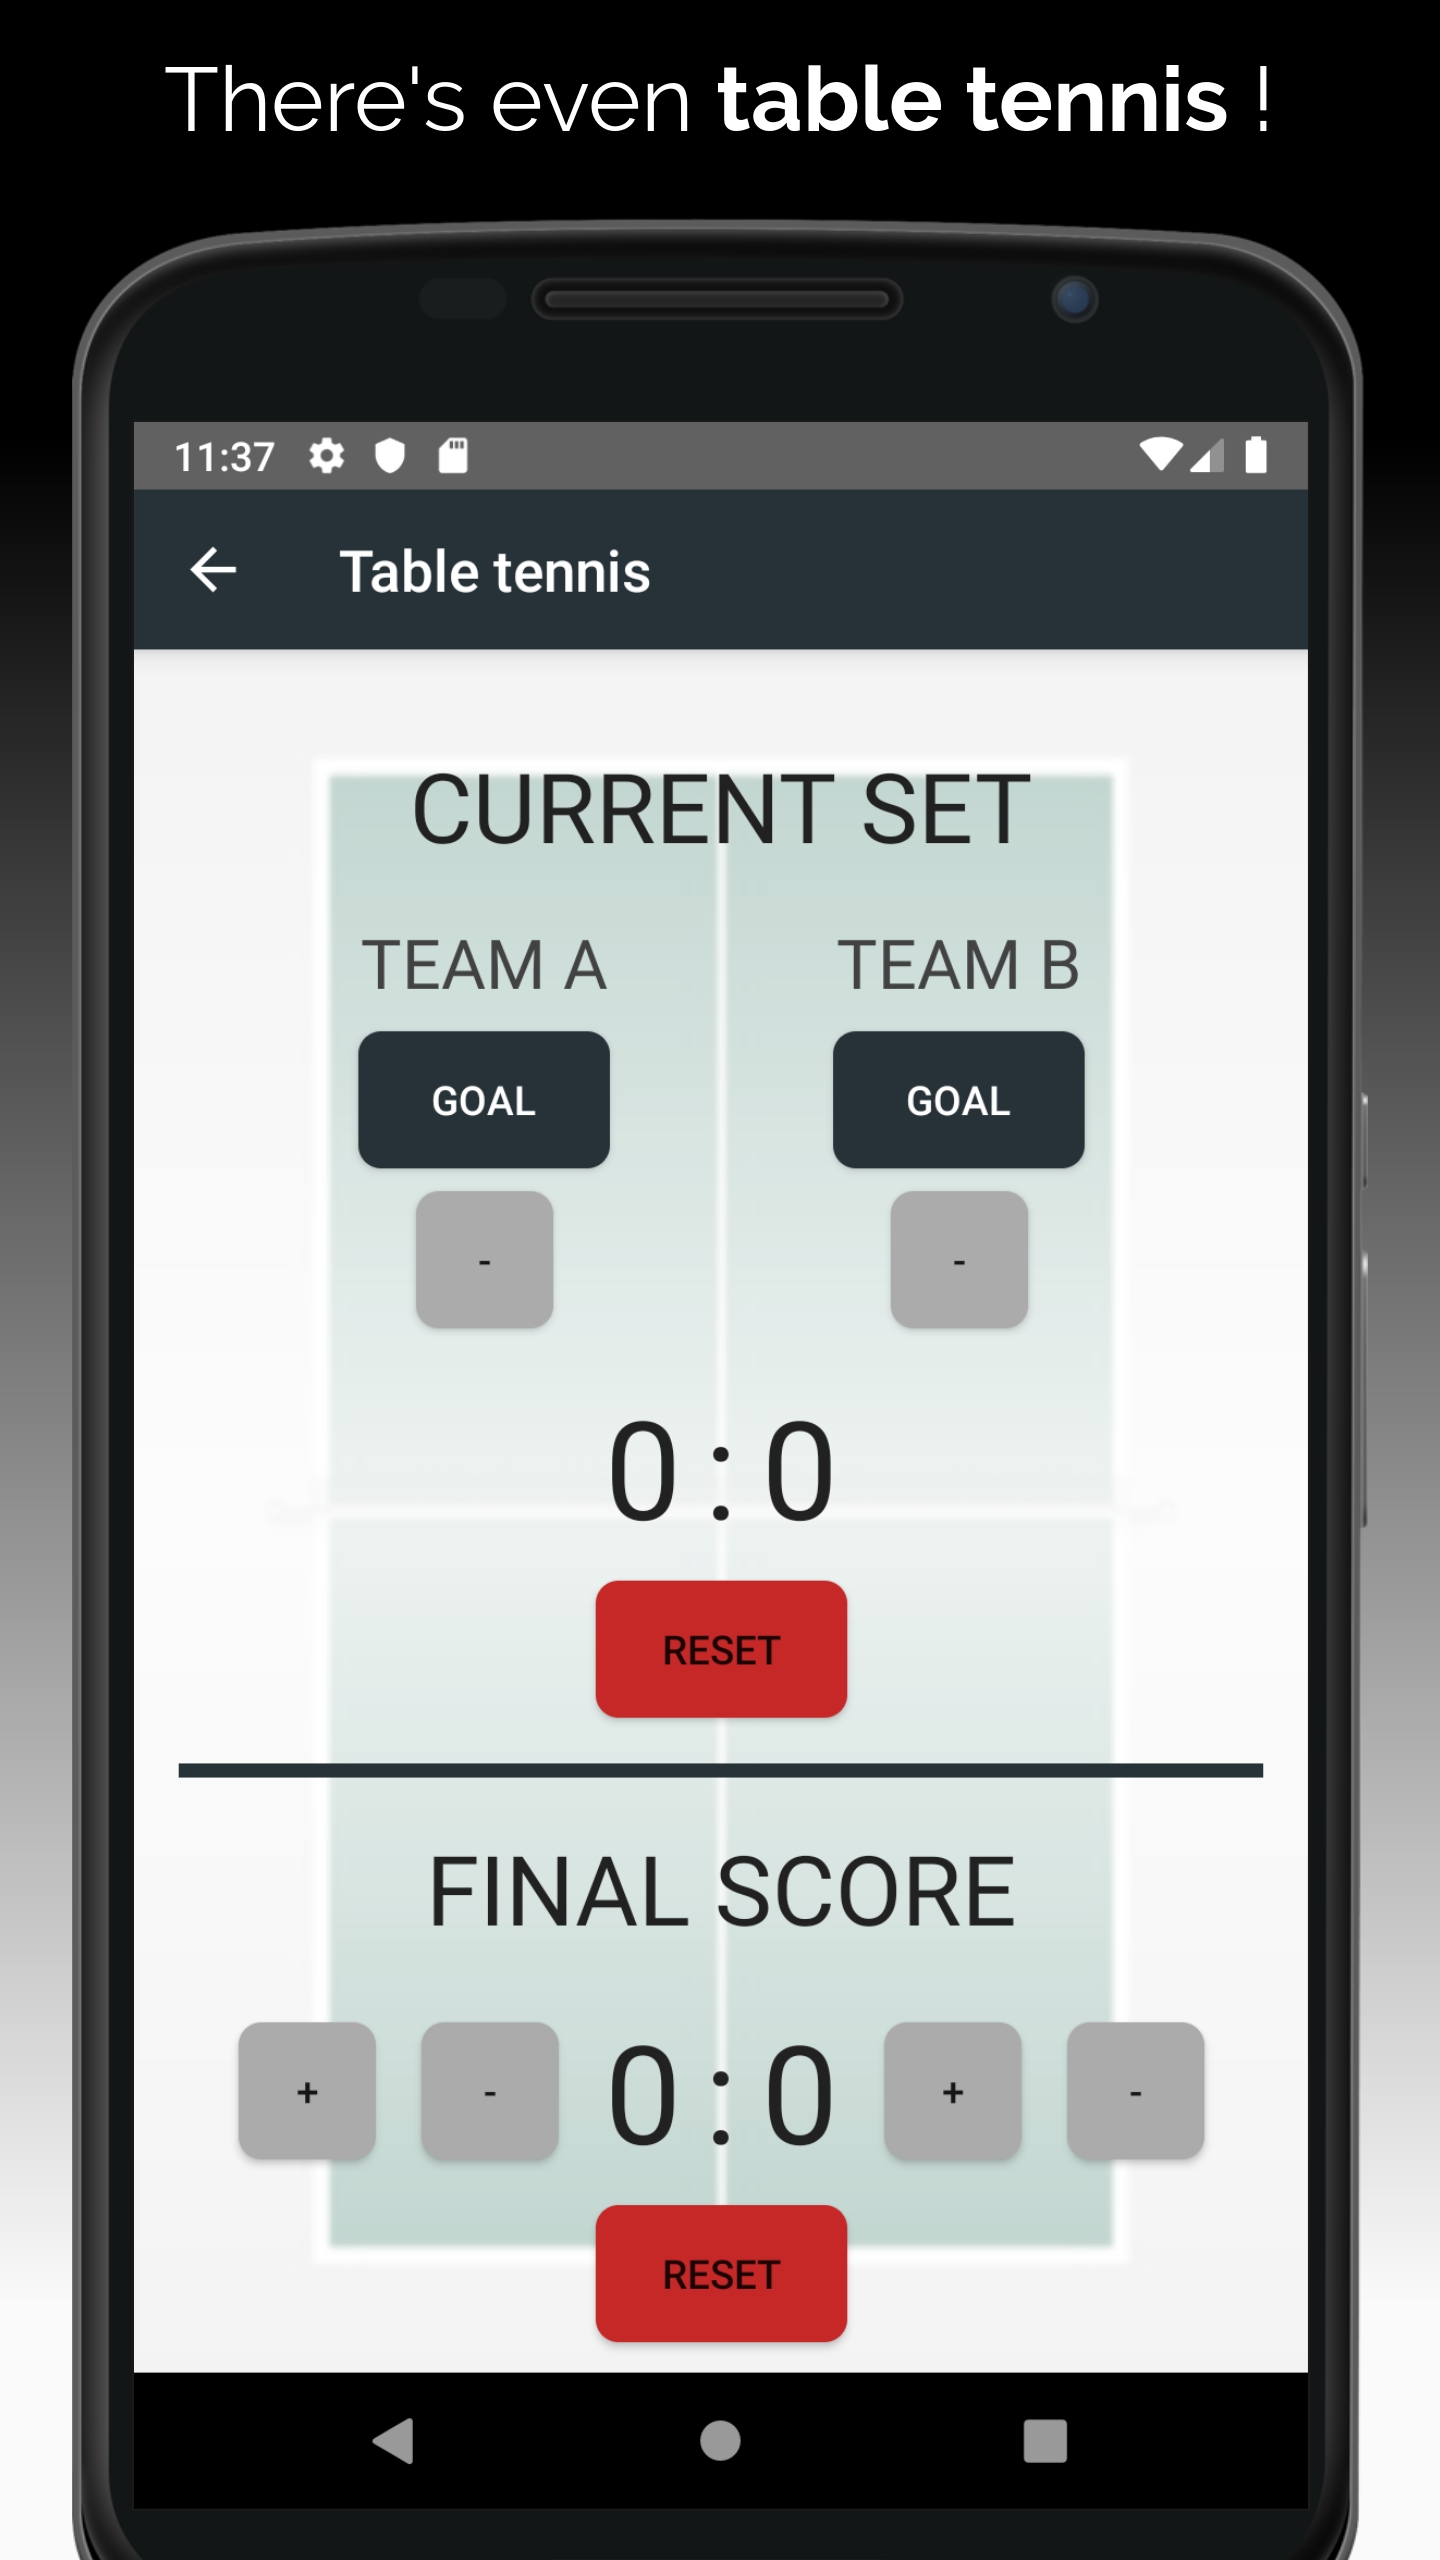 There's even table tennis !
11:37
Table tennis
CURRENT SET
TEAM A TEAM B
GOAL GOAL
- -
0 : 0
RESET
FINAL SCORE
+ - 0 : 0 + -
RESET